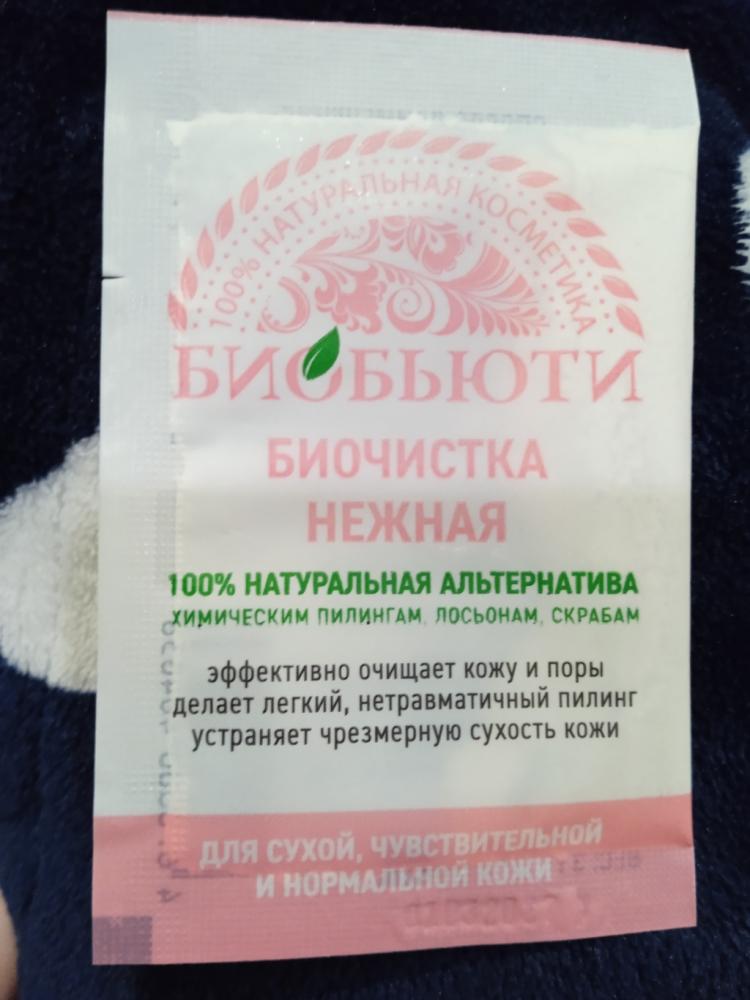 100% НАТУРАЛЬНАЯ КОСМЕТИКА
БИОБЬЮТИ
БИОЧИСТКА
НЕЖНАЯ
100% НАТУРАЛЬНАЯ АЛЬТЕРНАТИВА
ХИМИЧЕСКИМ ПИЛИНГАМ, ЛОСЬОНАМ, СКРАБАМ
эффективно очищает кожу и поры
делает легкий, нетравматичный пилинг
устраняет чрезмерную сухость кожи
ДЛЯ СУХОЙ, ЧУВСТВИТЕЛЬНОЙ
И НОРМАЛЬНОЙ КОЖИ